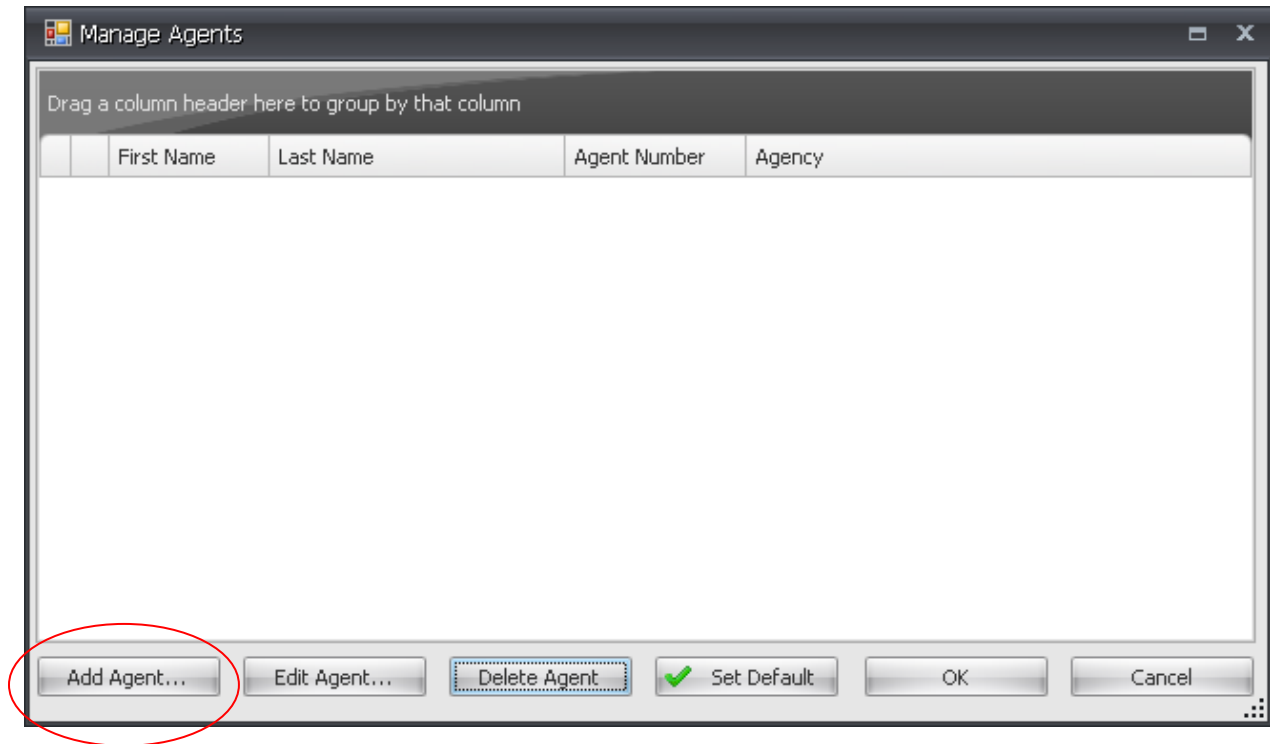 Manage Agents
Drag a column header here to group by that column
First Name Last Name Agent Number Agency
Add Agent... Edit Agent... Delete Agent Set Default OK Cancel